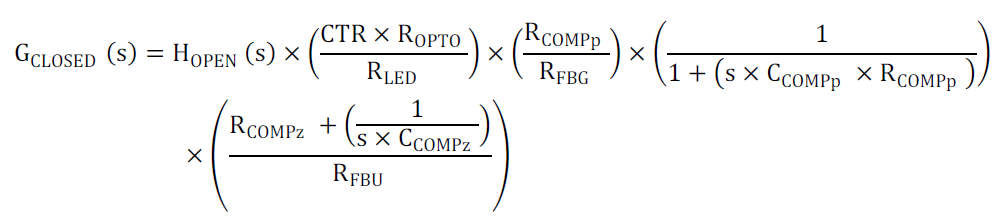 G_CLOSED (s) = H_OPEN (s) × (CTR × R_OPTO / R_LED) × (R_COMPp / R_FBG) × (1 / 1 + (s × C_COMPp × R_COMPp))
× (R_COMPz + (1 / s × C_COMPz) / R_FBU)